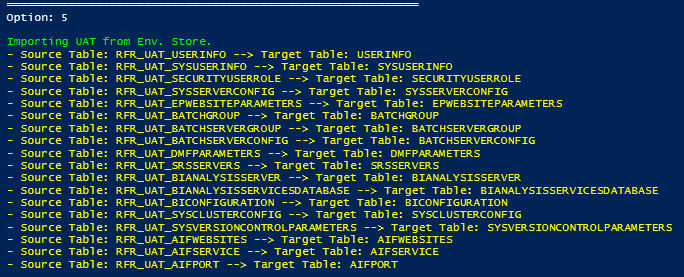 Option: 5
Importing UAT from Env. Store.
- Source Table: RFR_UAT_USERINFO --> Target Table: USERINFO
- Source Table: RFR_UAT_SYSUSERINFO --> Target Table: SYSUSERINFO
- Source Table: RFR_UAT_SECURITYUSERROLE --> Target Table: SECURITYUSERROLE
- Source Table: RFR_UAT_SYSSERVERCONFIG --> Target Table: SYSSERVERCONFIG
- Source Table: RFR_UAT_EPWEBSITEPARAMETERS --> Target Table: EPWEBSITEPARAMETERS
- Source Table: RFR_UAT_BATCHGROUP --> Target Table: BATCHGROUP
- Source Table: RFR_UAT_BATCHSERVERGROUP --> Target Table: BATCHSERVERGROUP
- Source Table: RFR_UAT_BATCHSERVERCONFIG --> Target Table: BATCHSERVERCONFIG
- Source Table: RFR_UAT_DMFPARAMETERS --> Target Table: DMFPARAMETERS
- Source Table: RFR_UAT_SRSSERVERS --> Target Table: SRSSERVERS
- Source Table: RFR_UAT_BIANALYSISSERVER --> Target Table: BIANALYSISSERVER
- Source Table: RFR_UAT_BIANALYSISSERVICESDATABASE --> Target Table: BIANALYSISSERVICESDATABASE
- Source Table: RFR_UAT_BICONFIGURATION --> Target Table: BICONFIGURATION
- Source Table: RFR_UAT_SYSCLUSTERCONFIG --> Target Table: SYSCLUSTERCONFIG
- Source Table: RFR_UAT_SYSVERSIONCONTROLPARAMETERS --> Target Table: SYSVERSIONCONTROLPARAMETERS
- Source Table: RFR_UAT_AIFWEBSITES --> Target Table: AIFWEBSITES
- Source Table: RFR_UAT_AIFSERVICE --> Target Table: AIFSERVICE
- Source Table: RFR_UAT_AIFPORT --> Target Table: AIFPORT